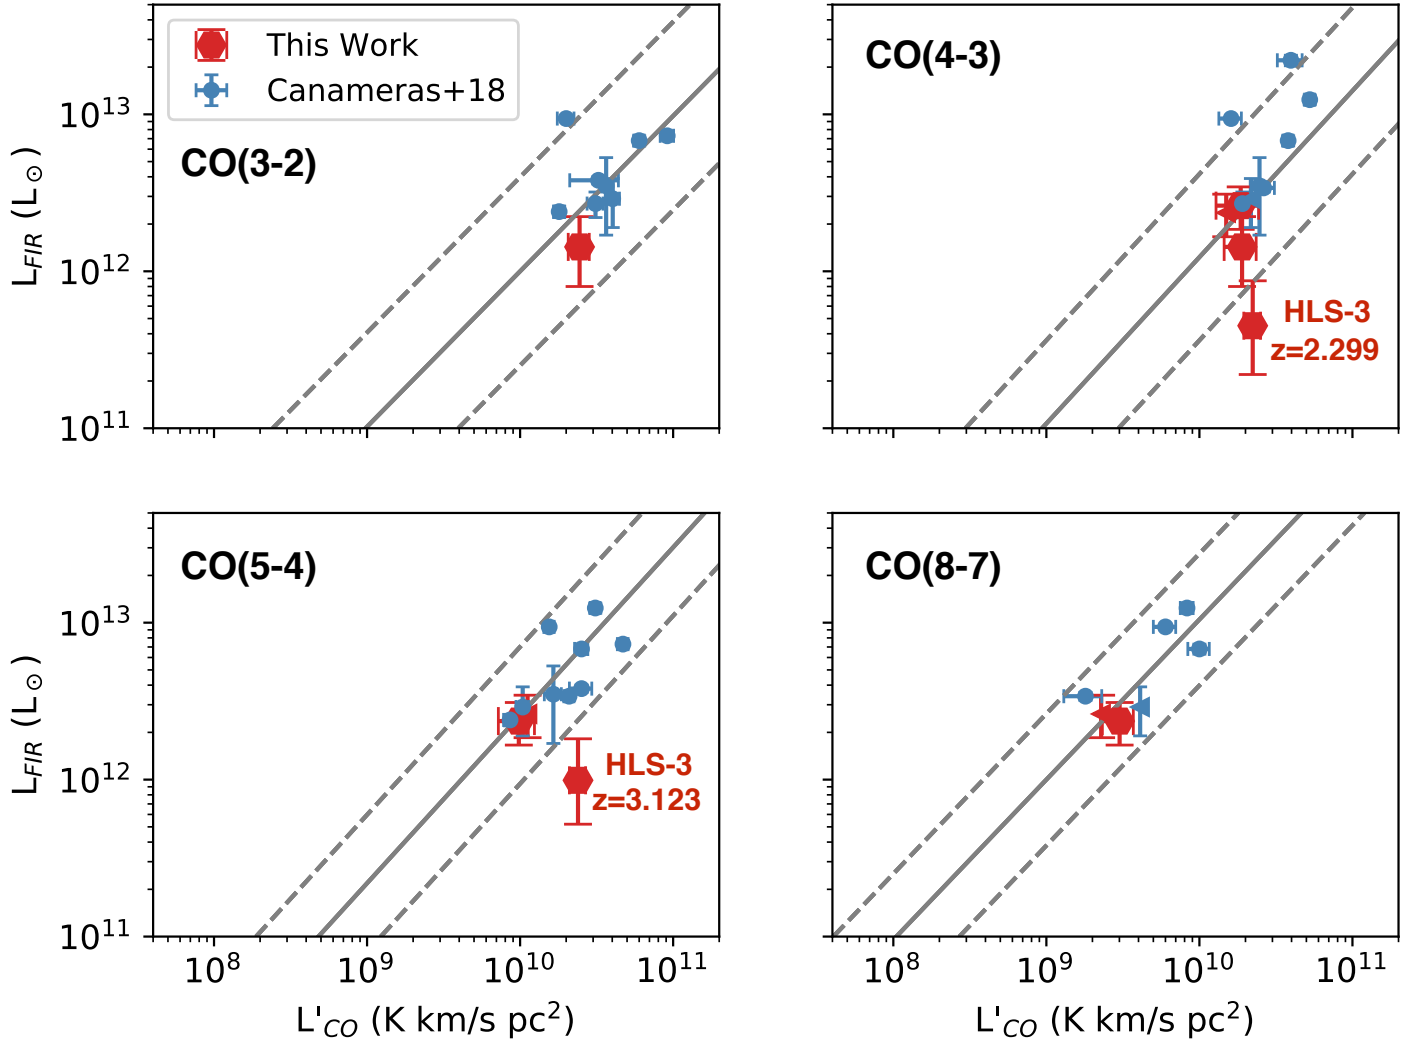 This Work
Canameras+18
CO(3-2)
L_FIR (L_⊙)
10^13
10^12
10^11
CO(4-3)
HLS-3
z=2.299
CO(5-4)
L_FIR (L_⊙)
10^13
10^12
10^11
HLS-3
z=3.123
10^8 10^9 10^10 10^11
L'_CO (K km/s pc^2)
CO(8-7)
10^8 10^9 10^10 10^11
L'_CO (K km/s pc^2)